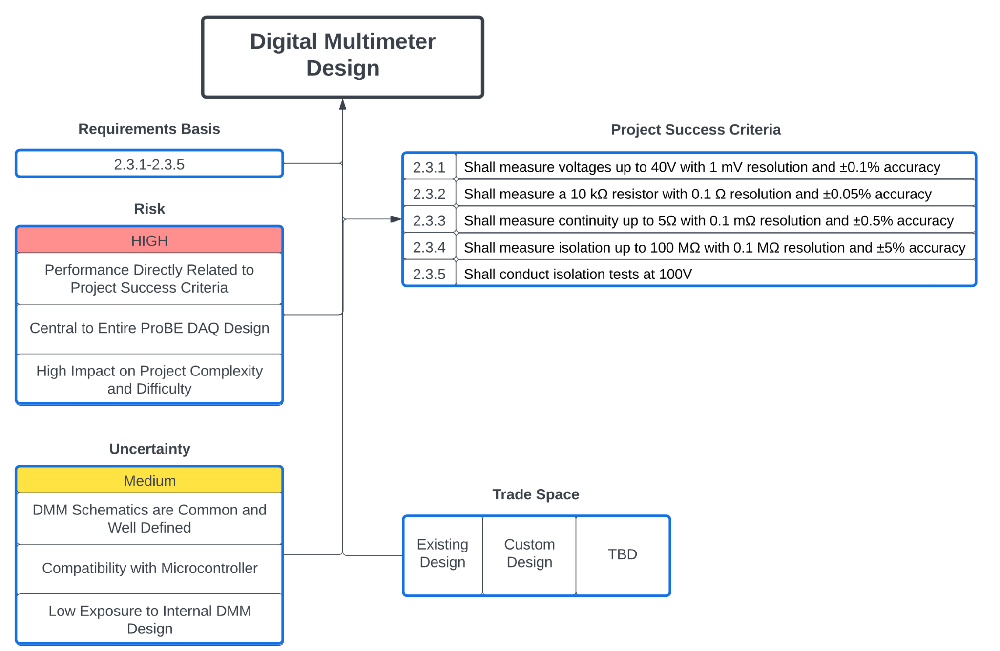 Digital Multimeter
Design
Requirements Basis
2.3.1-2.3.5
Risk
HIGH
Performance Directly Related to
Project Success Criteria
Central to Entire ProBE DAQ Design
High Impact on Project Complexity
and Difficulty
Uncertainty
Medium
DMM Schematics are Common and
Well Defined
Compatibility with Microcontroller
Low Exposure to Internal DMM
Design
Project Success Criteria
2.3.1 Shall measure voltages up to 40V with 1 mV resolution and ±0.1% accuracy
2.3.2 Shall measure a 10 kΩ resistor with 0.1 Ω resolution and ±0.05% accuracy
2.3.3 Shall measure continuity up to 5Ω with 0.1 mΩ resolution and ±0.5% accuracy
2.3.4 Shall measure isolation up to 100 MΩ with 0.1 MΩ resolution and ±5% accuracy
2.3.5 Shall conduct isolation tests at 100V
Trade Space
Existing
Design
Custom
Design
TBD